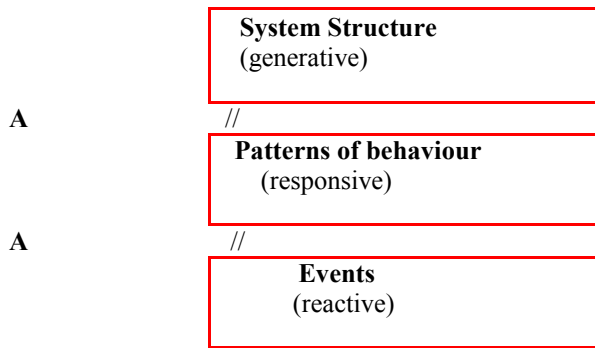 System Structure
(generative)
A //
Patterns of behaviour
(responsive)
A //
Events
(reactive)